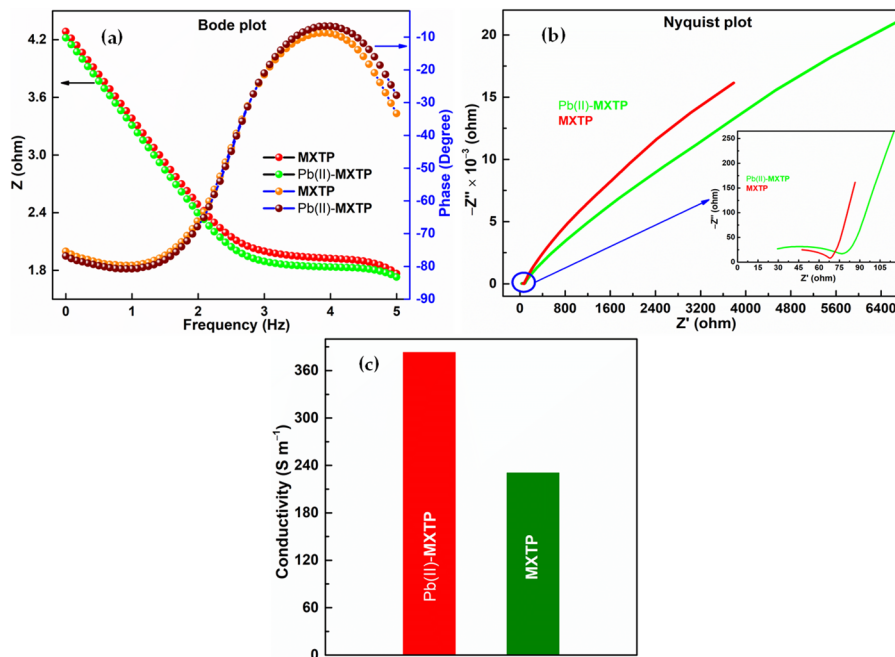 (a)
Bode plot
4.2
3.6
3.0
2.4
1.8
Z (ohm)
MXTP
Pb(II)-MXTP
MXTP
Pb(II)-MXTP
-10
-20
-30
-40
-50
-60
-70
-80
-90
Phase (Degree)
0 1 2 3 4 5
Frequency (Hz)
(b)
Nyquist plot
20
15
10
5
0
−Z'' × 10⁻³ (ohm)
Pb(II)-MXTP
MXTP
250
200
150
100
50
0
−Z'' (ohm)
Pb(II)-MXTP
MXTP
0 15 30 45 60 75 90 105
Z' (ohm)
0 800 1600 2400 3200 4000 4800 5600 6400
Z' (ohm)
(c)
360
300
240
180
120
60
0
Conductivity (S m⁻¹)
Pb(II)-MXTP
MXTP